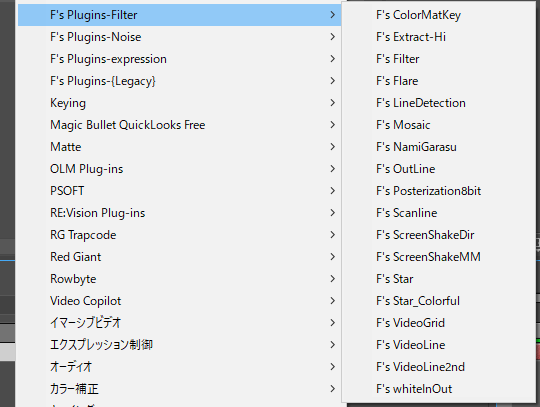 F's Plugins-Filter
F's Plugins-Noise
F's Plugins-expression
F's Plugins-{Legacy}
Keying
Magic Bullet QuickLooks Free
Matte
OLM Plug-ins
PSOFT
RE:Vision Plug-ins
RG Trapcode
Red Giant
Rowbyte
Video Copilot
イマーシブビデオ
エクスプレッション制御
オーディオ
カラー補正
F's ColorMatKey
F's Extract-Hi
F's Filter
F's Flare
F's LineDetection
F's Mosaic
F's NamiGarasu
F's OutLine
F's Posterization8bit
F's Scanline
F's ScreenShakeDir
F's ScreenShakeMM
F's Star
F's Star_Colorful
F's VideoGrid
F's VideoLine
F's VideoLine2nd
F's whiteInOut